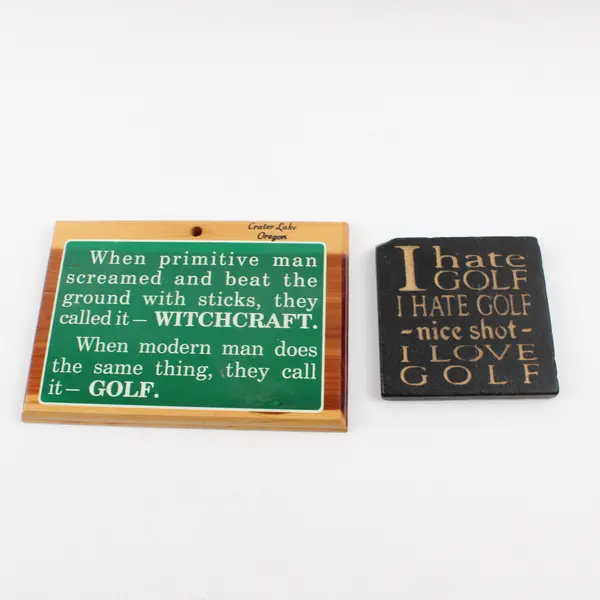 Crater Lake
Oregon
When primitive man
screamed and beat the
ground with sticks, they
called it – WITCHCRAFT.
When modern man does
the same thing, they call
it – GOLF.
I hate
GOLF
I HATE GOLF
-nice shot-
I LOVE
GOLF